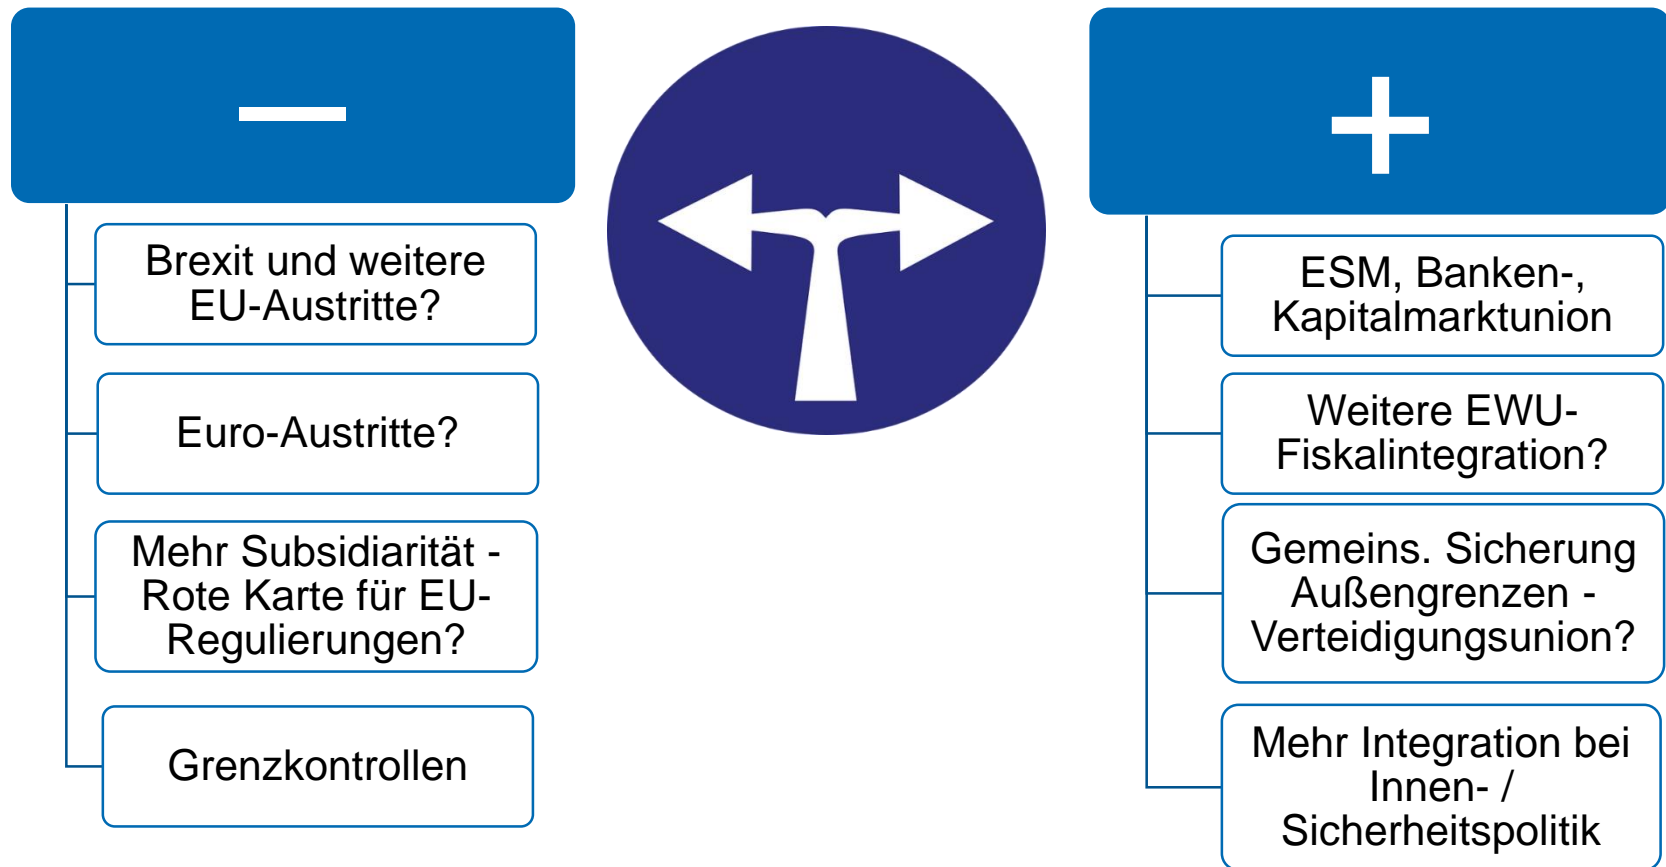 –
Brexit und weitere
EU-Austritte?
Euro-Austritte?
Mehr Subsidiarität -
Rote Karte für EU-
Regulierungen?
Grenzkontrollen
+
ESM, Banken-,
Kapitalmarktunion
Weitere EWU-
Fiskalintegration?
Gemeins. Sicherung
Außengrenzen -
Verteidigungsunion?
Mehr Integration bei
Innen- /
Sicherheitspolitik